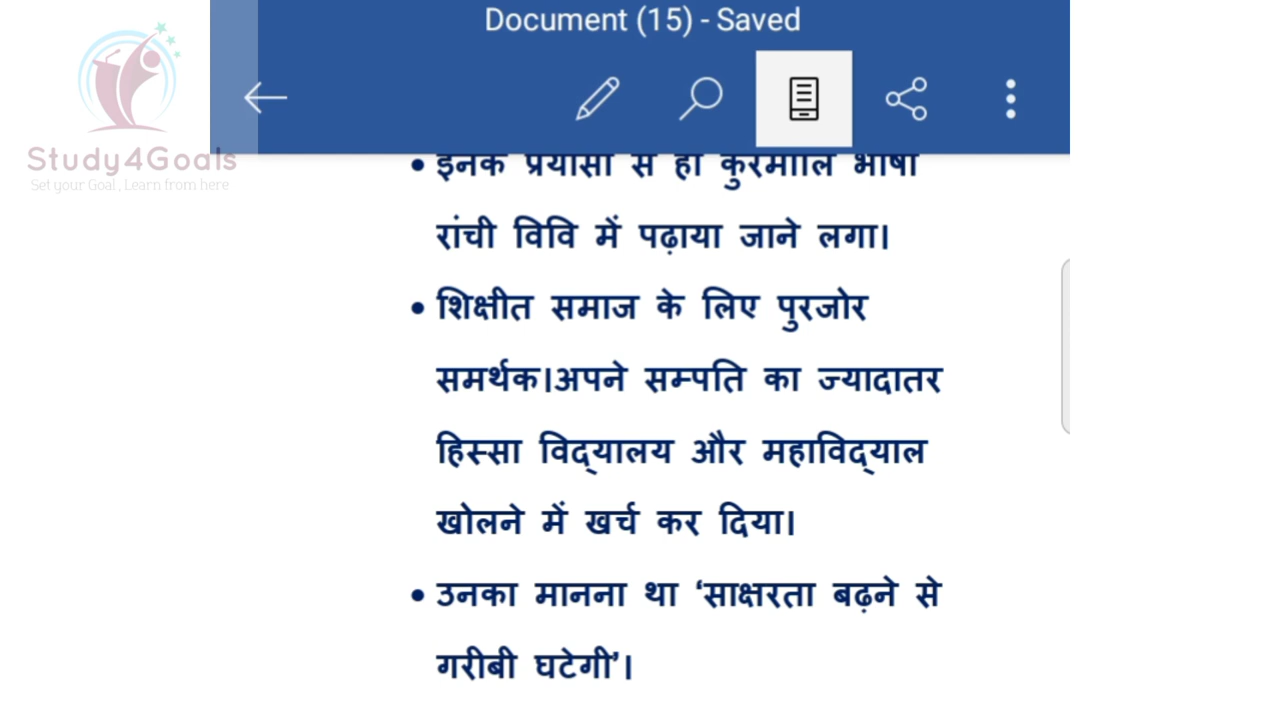 Document (15) - Saved
Study4Goals
Set your Goal, Learn from here
• इनके प्रयासों से ही कुरमालि भाषा
रांची विवि में पढ़ाया जाने लगा।
• शिक्षीत समाज के लिए पुरजोर
समर्थक।अपने सम्पति का ज्यादातर
हिस्सा विद्यालय और महाविद्याल
खोलने में खर्च कर दिया।
• उनका मानना था ‘साक्षरता बढ़ने से
गरीबी घटेगी’।